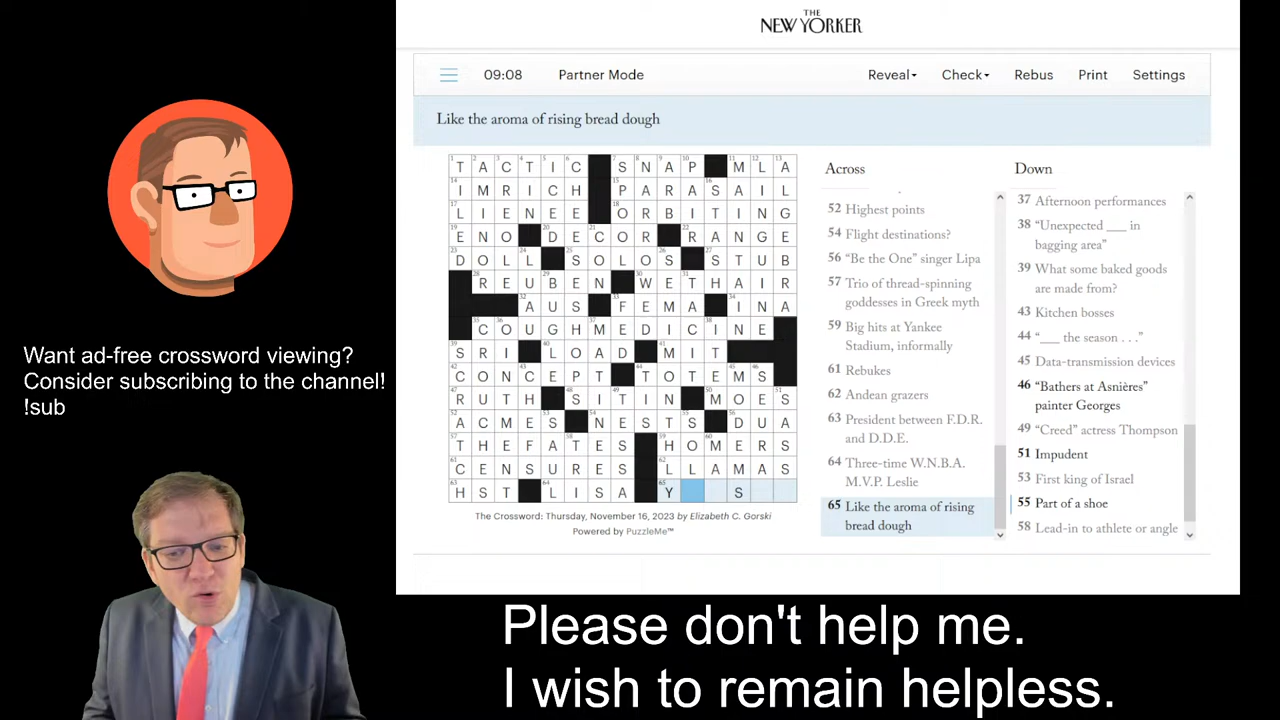 THE
NEW YORKER
09:08 Partner Mode Reveal Check Rebus Print Settings
Like the aroma of rising bread dough
T A C T I C S N A P M L A
I M R I C H P A R A S A I L
L I E N E E O R B I T I N G
E N O D E C O R R A N G E
D O L L S O L O S S T U B
R E U B E N W E T H A I R
A U S F E M A I N A
C O U G H M E D I C I N E
S R I L O A D M I T
C O N C E P T T O T E M S
R U T H S I T I N M O E S
A C M E S N E S T S D U A
T H E F A T E S H O M E R S
C E N S U R E S L L A M A S
H S T L I S A Y S
The Crossword: Thursday, November 16, 2023 by Elizabeth C. Gorski
Powered by PuzzleMe™
Across
52 Highest points
54 Flight destinations?
56 “Be the One” singer Lipa
57 Trio of thread-spinning
goddesses in Greek myth
59 Big hits at Yankee
Stadium, informally
61 Rebukes
62 Andean grazers
63 President between F.D.R.
and D.D.E.
64 Three-time W.N.B.A.
M.V.P. Leslie
65 Like the aroma of rising
bread dough
Down
37 Afternoon performances
38 “Unexpected ___ in
bagging area”
39 What some baked goods
are made from?
43 Kitchen bosses
44 “___ the season . . .”
45 Data-transmission devices
46 “Bathers at Asnières”
painter Georges
49 “Creed” actress Thompson
51 Impudent
53 First king of Israel
55 Part of a shoe
58 Lead-in to athlete or angle
Want ad-free crossword viewing?
Consider subscribing to the channel!
!sub
Please don't help me.
I wish to remain helpless.